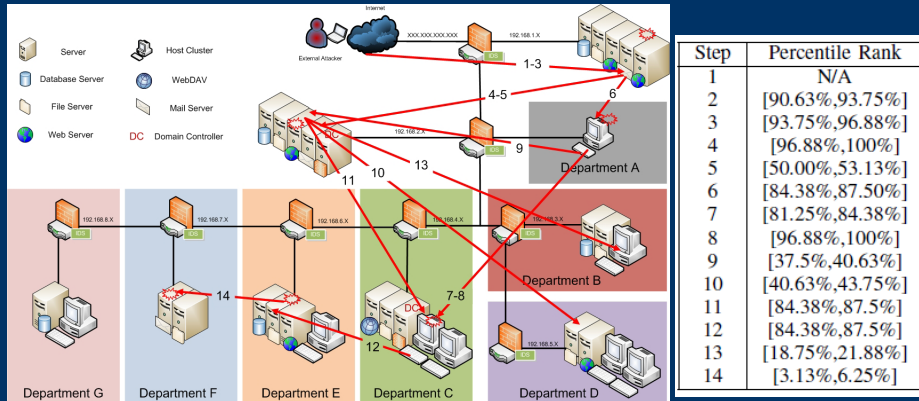 Internet
External Attacker
XXX.XXX.XXX.XXX
192.168.1.X
IDS
1-3
Server
Host Cluster
Database Server
WebDAV
File Server
Mail Server
Web Server
DC Domain Controller
4-5
6
DC
192.168.2.X
IDS
9
13
Department A
11
10
192.168.8.X
IDS
192.168.7.X
IDS
192.168.6.X
IDS
192.168.4.X
IDS
192.168.3.X
IDS
Department B
14
7-8
DC
12
192.168.5.X
IDS
Department G
Department F
Department E
Department C
Department D
Step Percentile Rank
1 N/A
2 [90.63%,93.75%]
3 [93.75%,96.88%]
4 [96.88%,100%]
5 [50.00%,53.13%]
6 [84.38%,87.50%]
7 [81.25%,84.38%]
8 [96.88%,100%]
9 [37.5%,40.63%]
10 [40.63%,43.75%]
11 [84.38%,87.5%]
12 [84.38%,87.5%]
13 [18.75%,21.88%]
14 [3.13%,6.25%]